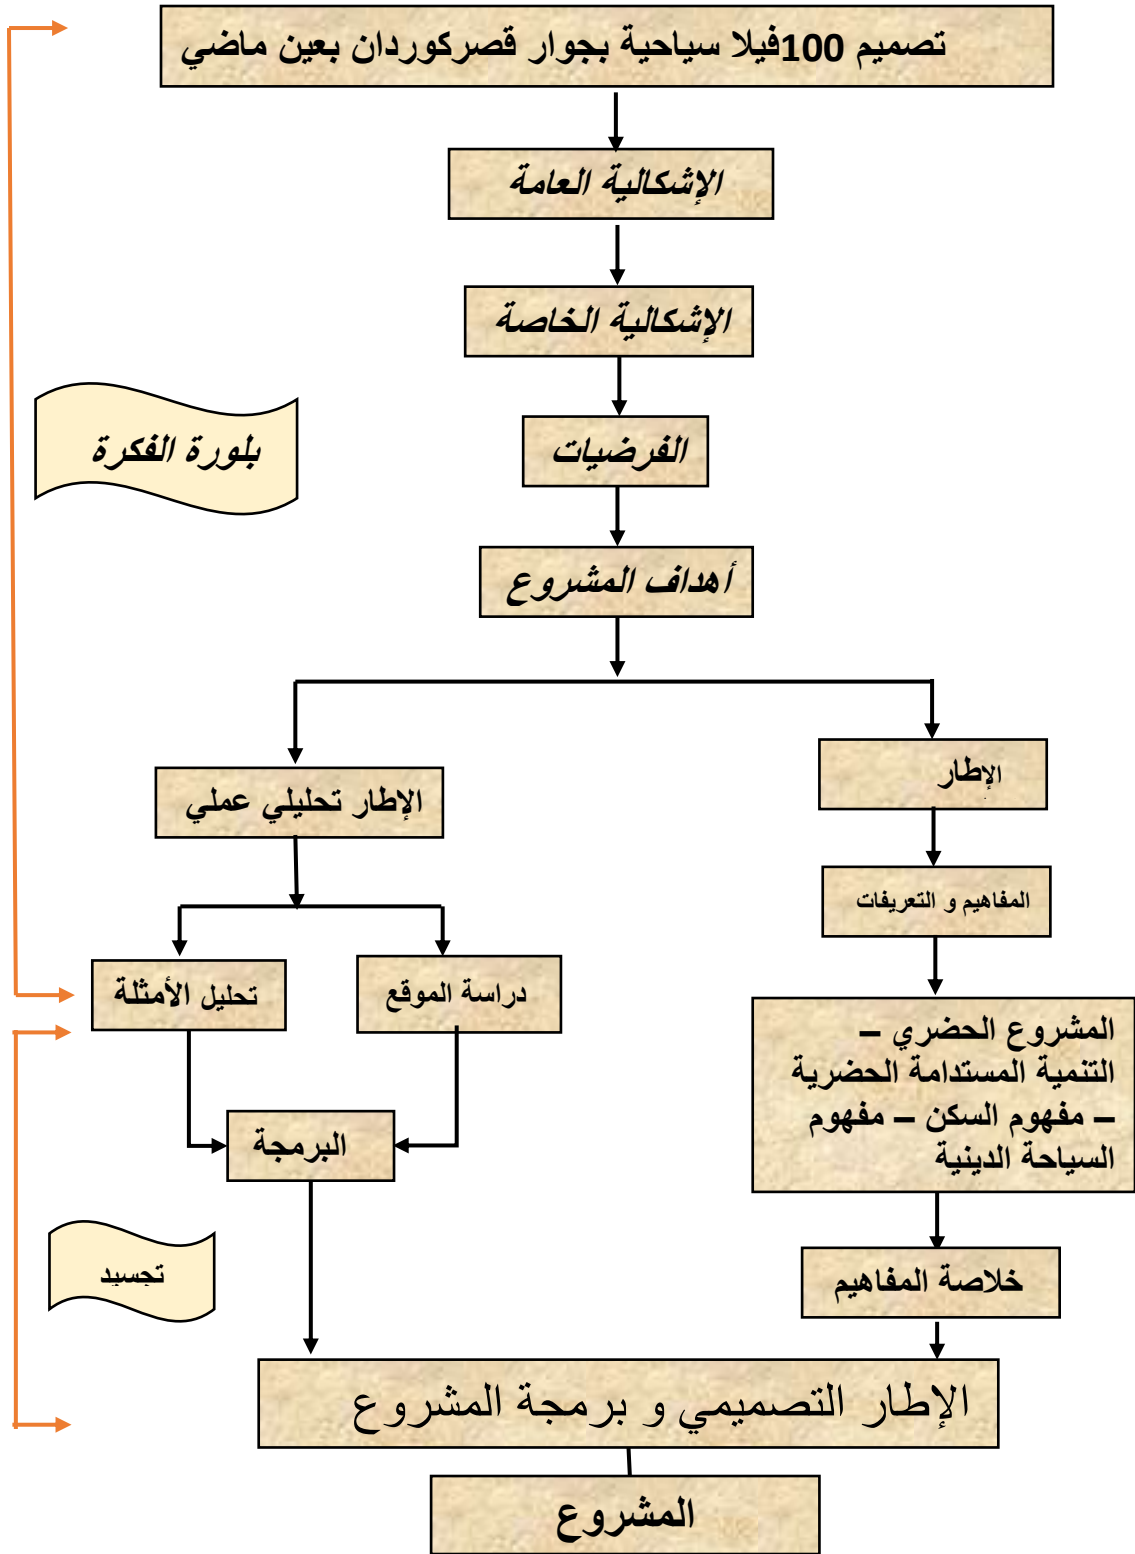 تصميم 100فيلا سياحية بجوار قصركوردان بعين ماضي
الإشكالية العامة
الإشكالية الخاصة
الفرضيات
بلورة الفكرة
أهداف المشروع
الإطار
الإطار تحليلي عملي
المفاهيم و التعريفات
دراسة الموقع
تحليل الأمثلة
المشروع الحضري –
التنمية المستدامة الحضرية
– مفهوم السكن – مفهوم
السياحة الدينية
البرمجة
تجسيد
خلاصة المفاهيم
الإطار التصميمي و برمجة المشروع
المشروع